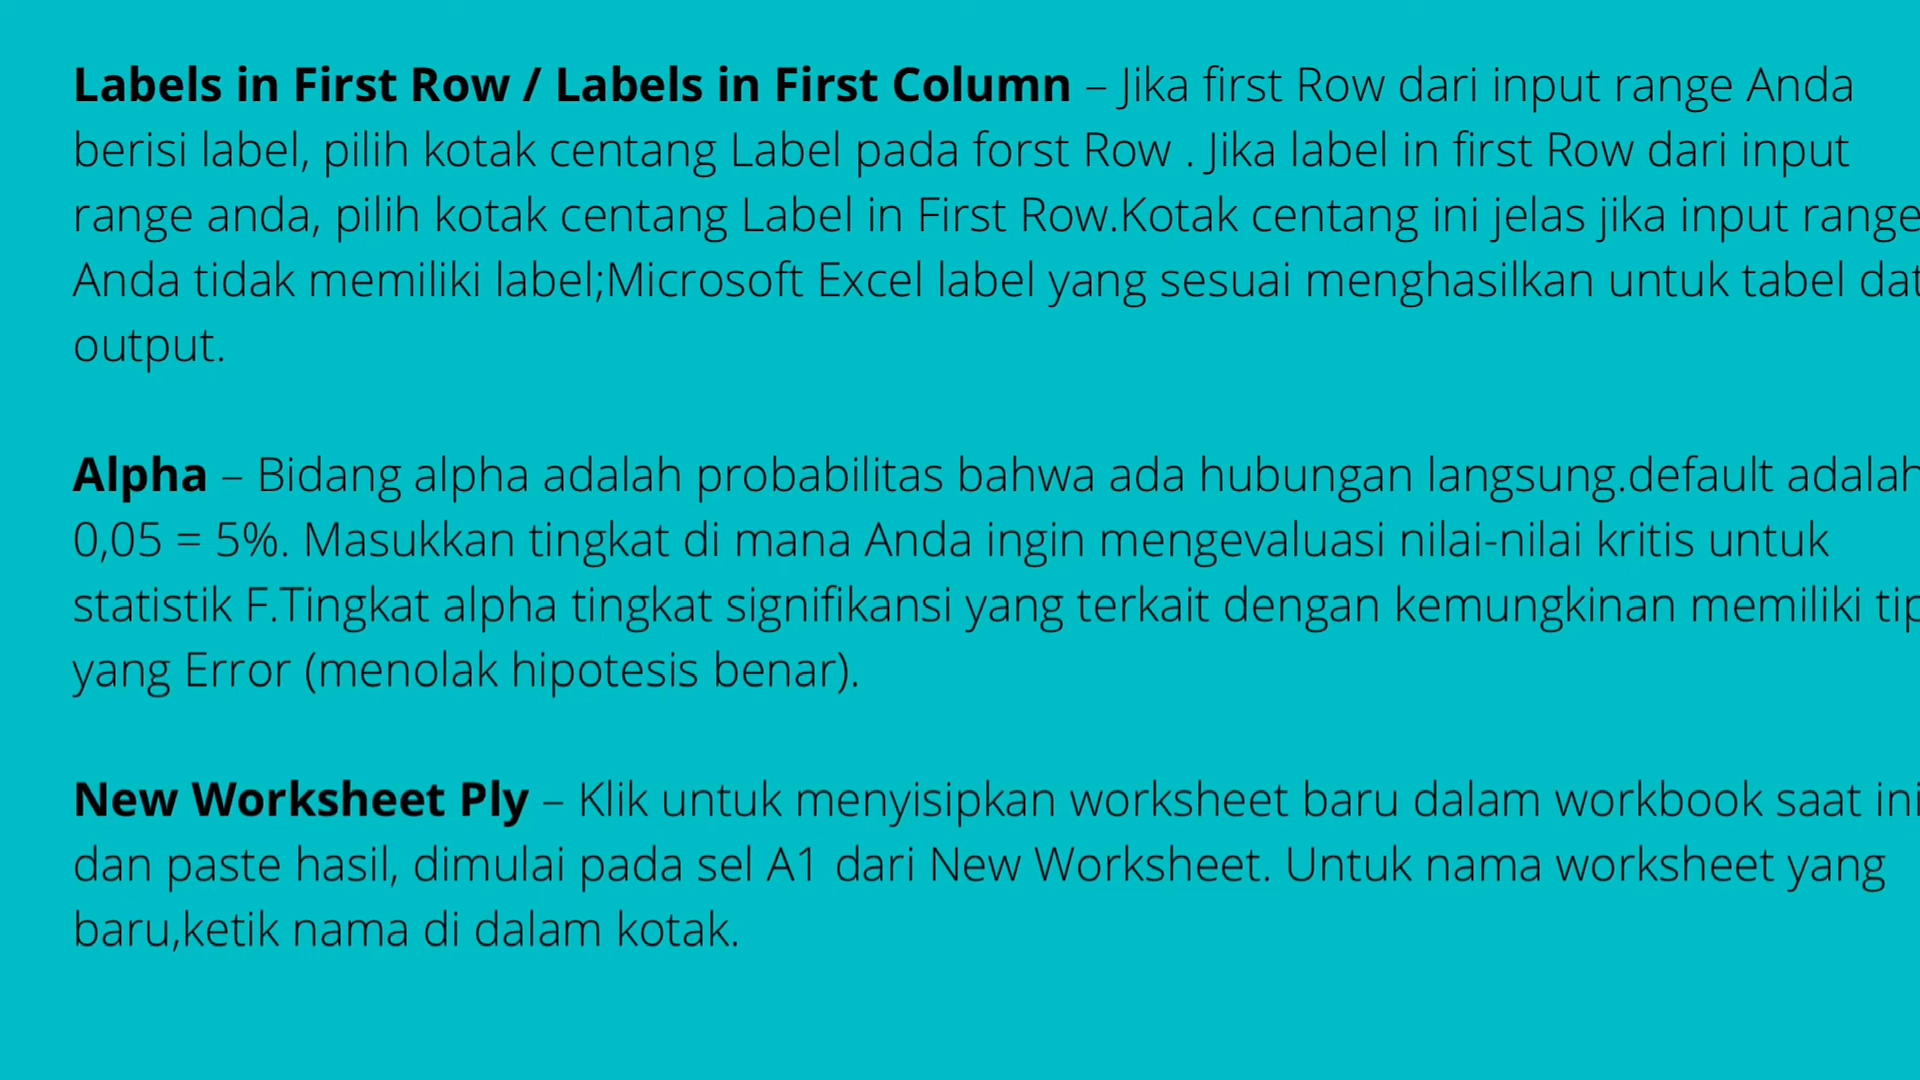 Labels in First Row / Labels in First Column – Jika first Row dari input range Anda
berisi label, pilih kotak centang Label pada forst Row . Jika label in first Row dari input
range anda, pilih kotak centang Label in First Row.Kotak centang ini jelas jika input range
Anda tidak memiliki label;Microsoft Excel label yang sesuai menghasilkan untuk tabel
output.
Alpha – Bidang alpha adalah probabilitas bahwa ada hubungan langsung.default adalah
0,05 = 5%. Masukkan tingkat di mana Anda ingin mengevaluasi nilai-nilai kritis untuk
statistik F.Tingkat alpha tingkat signifikansi yang terkait dengan kemungkinan memiliki
yang Error (menolak hipotesis benar).
New Worksheet Ply – Klik untuk menyisipkan worksheet baru dalam workbook saat ini
dan paste hasil, dimulai pada sel A1 dari New Worksheet. Untuk nama worksheet yang
baru,ketik nama di dalam kotak.